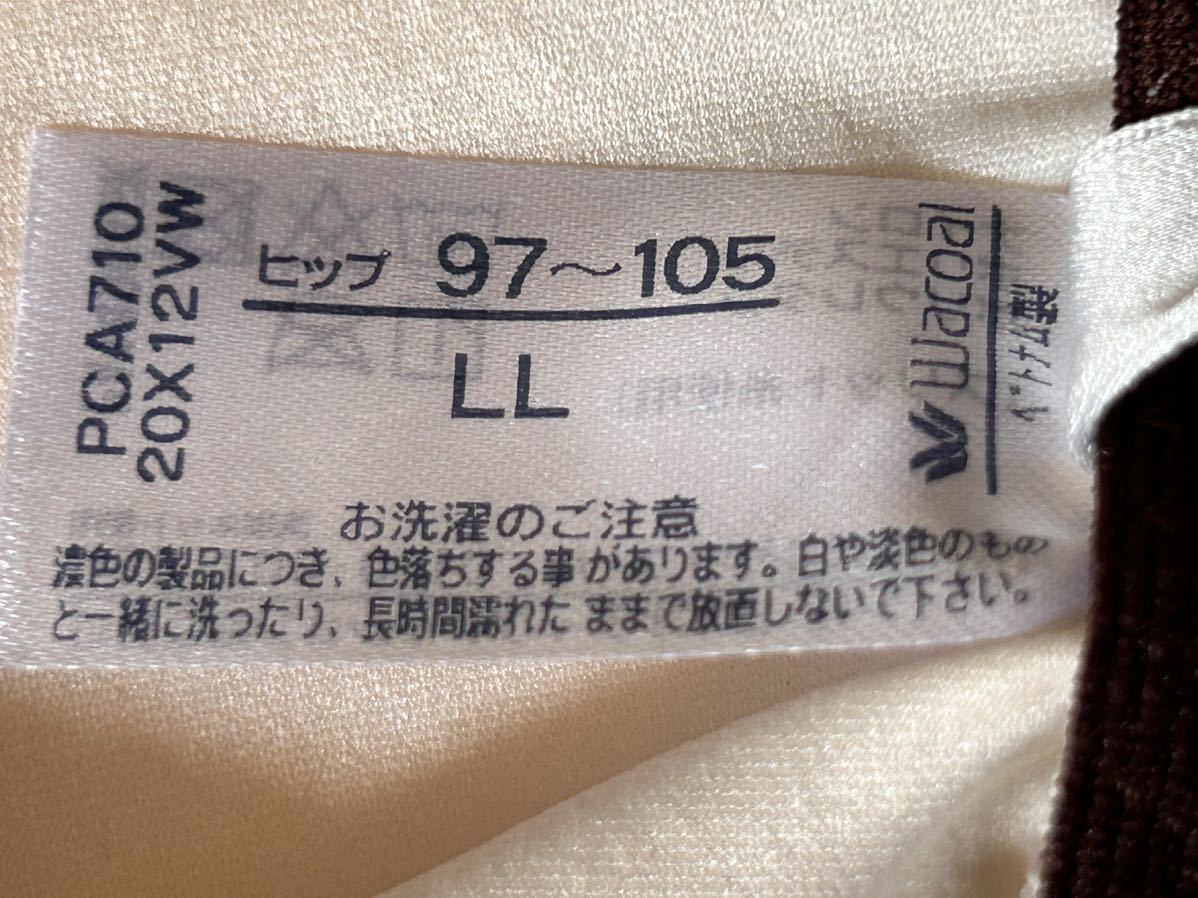 PCA710
20X12VW
ヒップ 97～105
LL
Wacoal
ベトナム製
お洗濯のご注意
濃色の製品につき、色落ちする事があります。白や淡色のもの
と一緒に洗ったり、長時間濡れたままで放置しないで下さい。